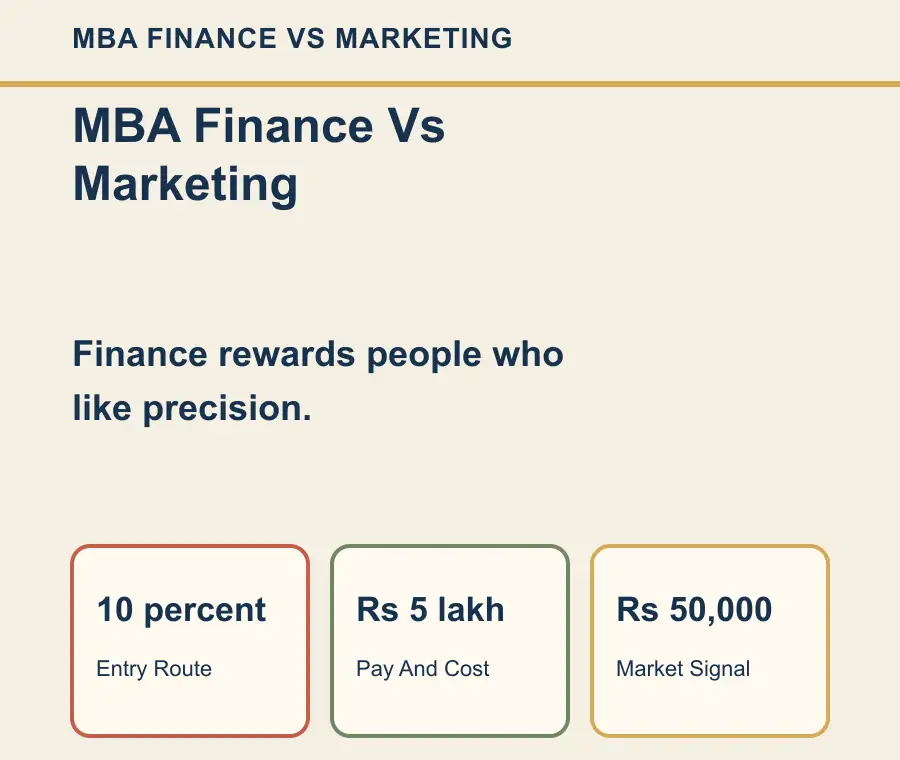 MBA FINANCE VS MARKETING
MBA Finance Vs
Marketing
Finance rewards people who
like precision.
10 percent
Entry Route
Rs 5 lakh
Pay And Cost
Rs 50,000
Market Signal